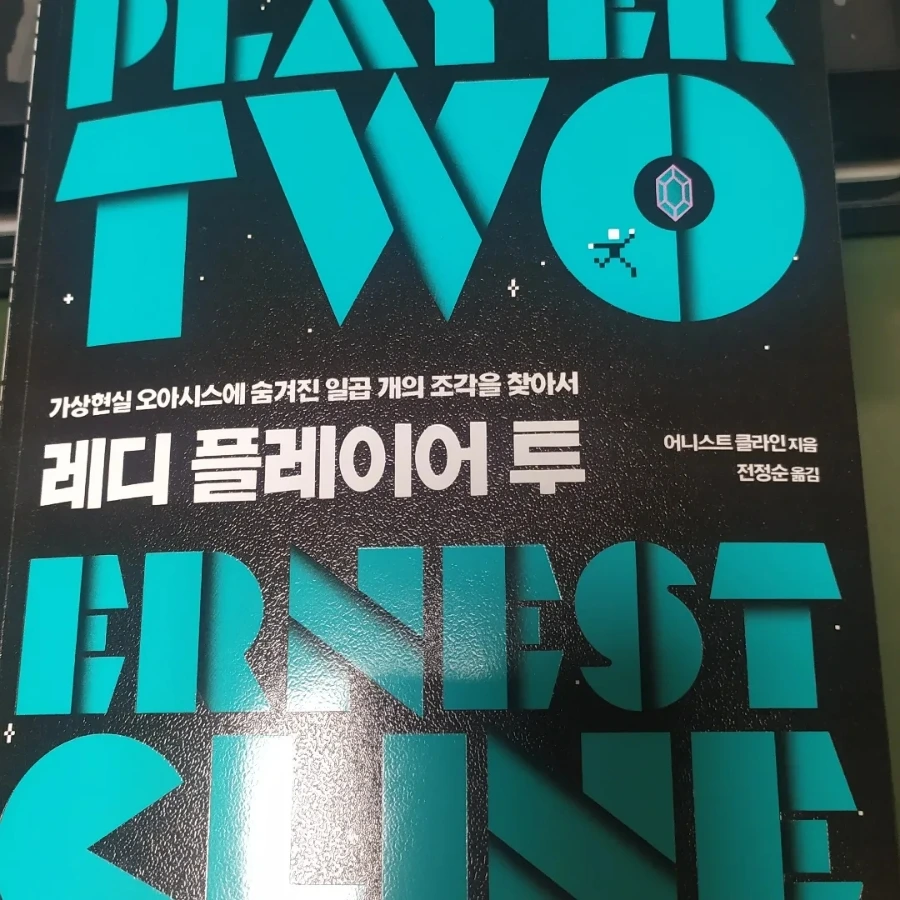 PLAYER
TWO
가상현실 오아시스에 숨겨진 일곱 개의 조각을 찾아서
레디 플레이어 투
어니스트 클라인 지음
전정순 옮김
ERNEST
CLINE